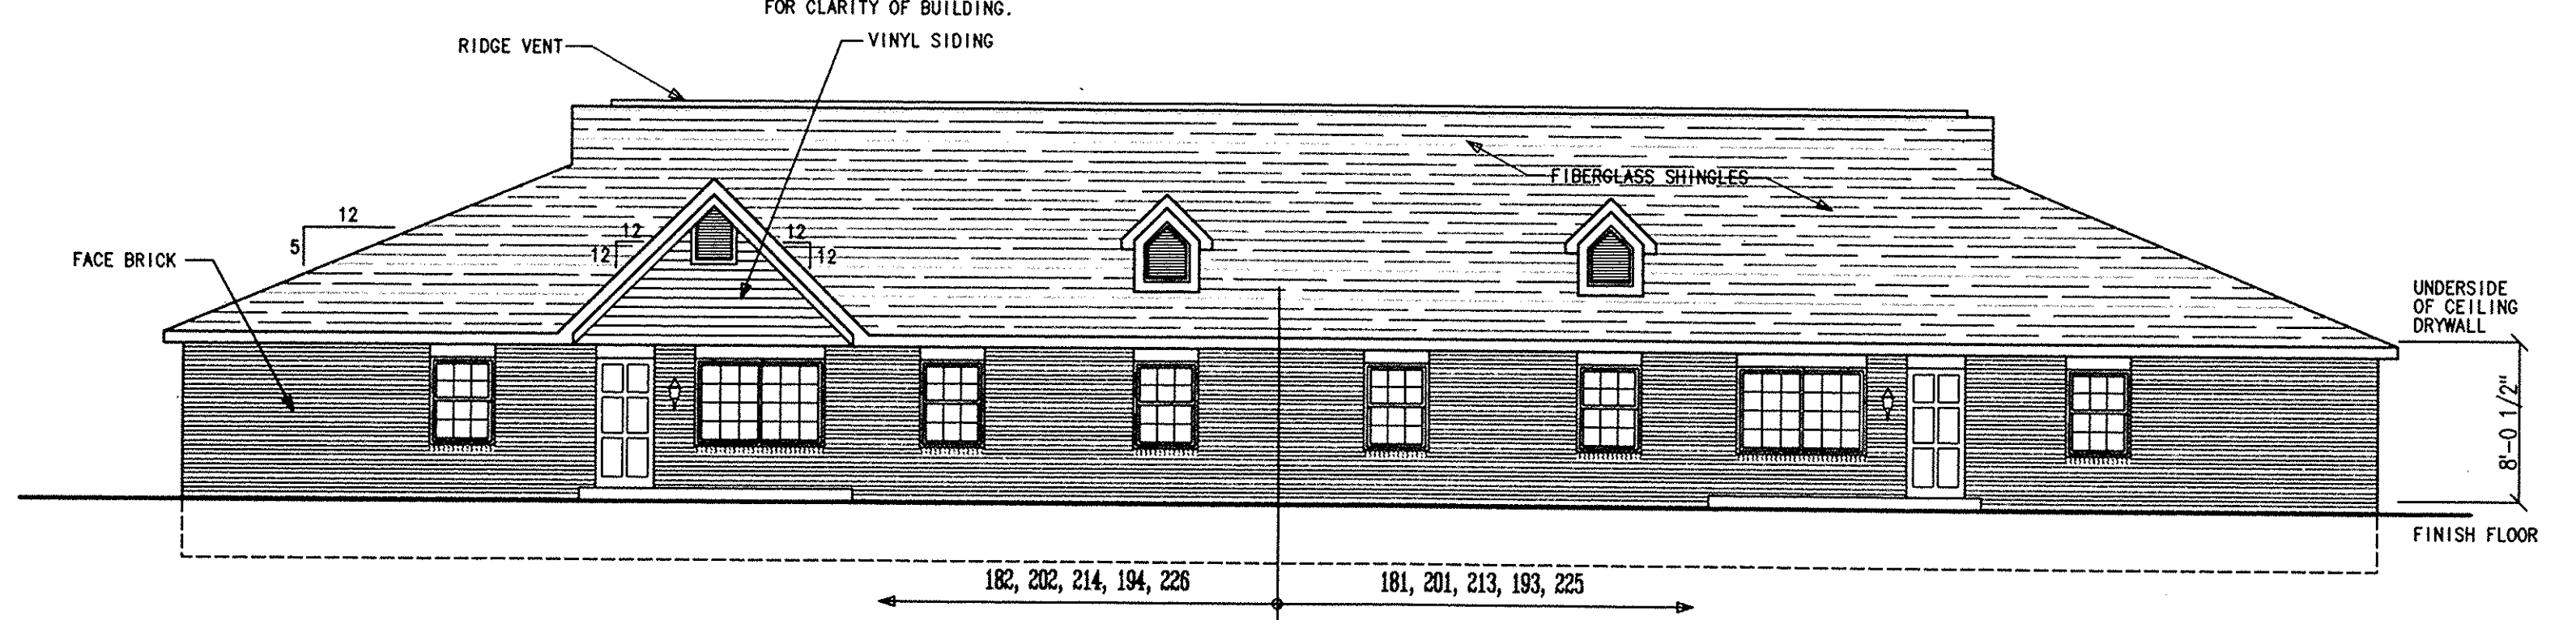 FOR CLARITY OF BUILDING.
RIDGE VENT
VINYL SIDING
FIBERGLASS SHINGLES
12
5
12
12
12
12
FACE BRICK
UNDERSIDE
OF CEILING
DRYWALL
8'-0 1/2"
FINISH FLOOR
182, 202, 214, 194, 226
181, 201, 213, 193, 225